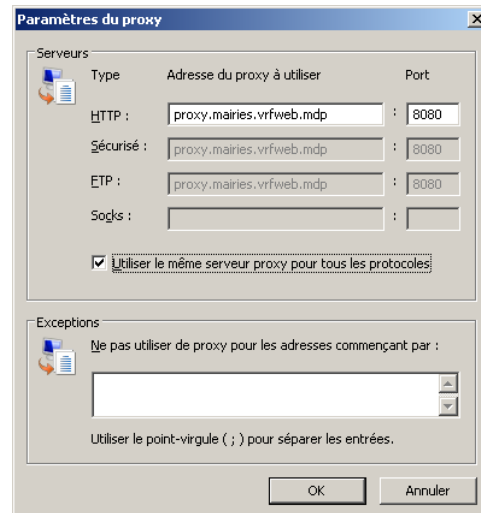 Paramètres du proxy
Serveurs
Type Adresse du proxy à utiliser Port
HTTP : proxy.mairies.vrfweb.mdp : 8080
Sécurisé : proxy.mairies.vrfweb.mdp : 8080
FTP : proxy.mairies.vrfweb.mdp : 8080
Socks : :
Utiliser le même serveur proxy pour tous les protocoles
Exceptions
Ne pas utiliser de proxy pour les adresses commençant par :
Utiliser le point-virgule ( ; ) pour séparer les entrées.
OK Annuler